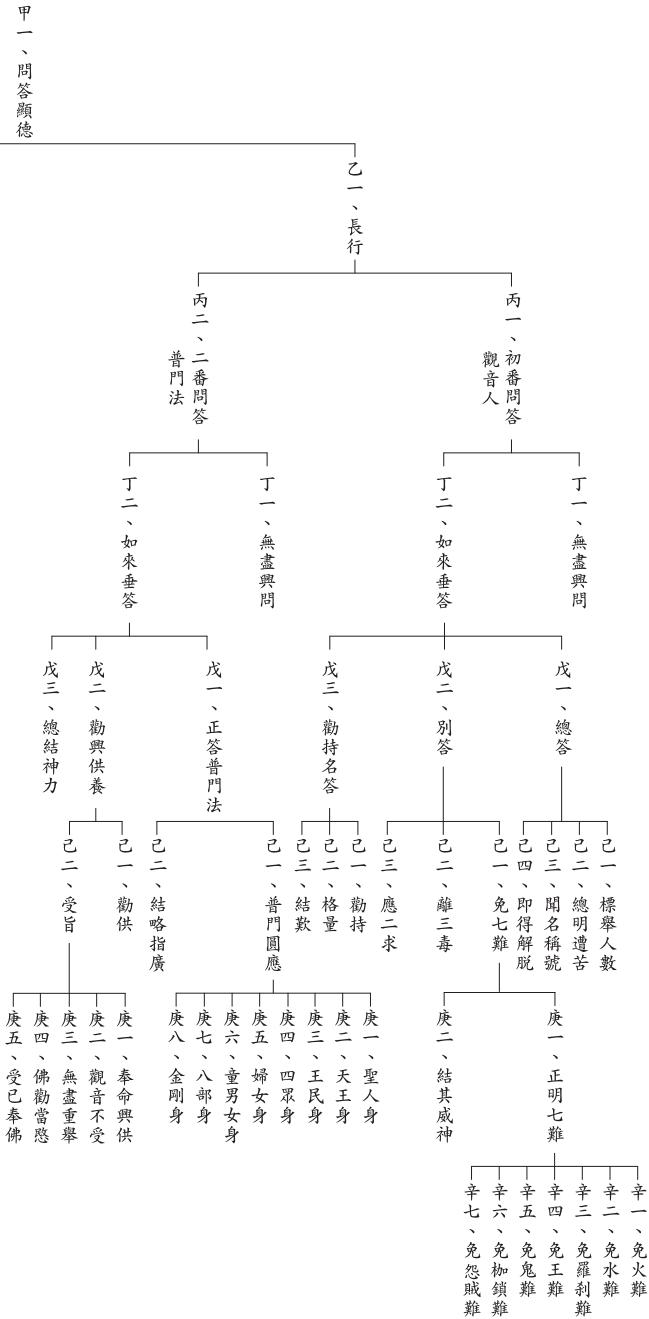 甲一、問答顯德
乙一、長行
丙一、初番問答
觀音人
丁一、無盡興問
丁二、如來垂答
戊一、總答
己一、標舉人數
己二、總明遭苦
己三、聞名稱號
己四、即得解脫
戊二、別答
己一、免七難
庚一、正明七難
辛一、免火難
辛二、免水難
辛三、免羅剎難
辛四、免王難
辛五、免鬼難
辛六、免枷鎖難
辛七、免怨賊難
庚二、結其威神
己二、離三毒
己三、應二求
戊三、勸持名答
己一、勸持
己二、格量
己三、結歎
丙二、二番問答
普門法
丁一、無盡興問
丁二、如來垂答
戊一、正答普門法
己一、普門圓應
庚一、聖人身
庚二、天王身
庚三、王民身
庚四、四眾身
庚五、婦女身
庚六、童男女身
庚七、八部身
庚八、金剛身
己二、結略指廣
戊二、勸興供養
己一、勸供
己二、受旨
庚一、奉命興供
庚二、觀音不受
庚三、無盡重舉
庚四、佛勸當愍
庚五、受已奉佛
戊三、總結神力